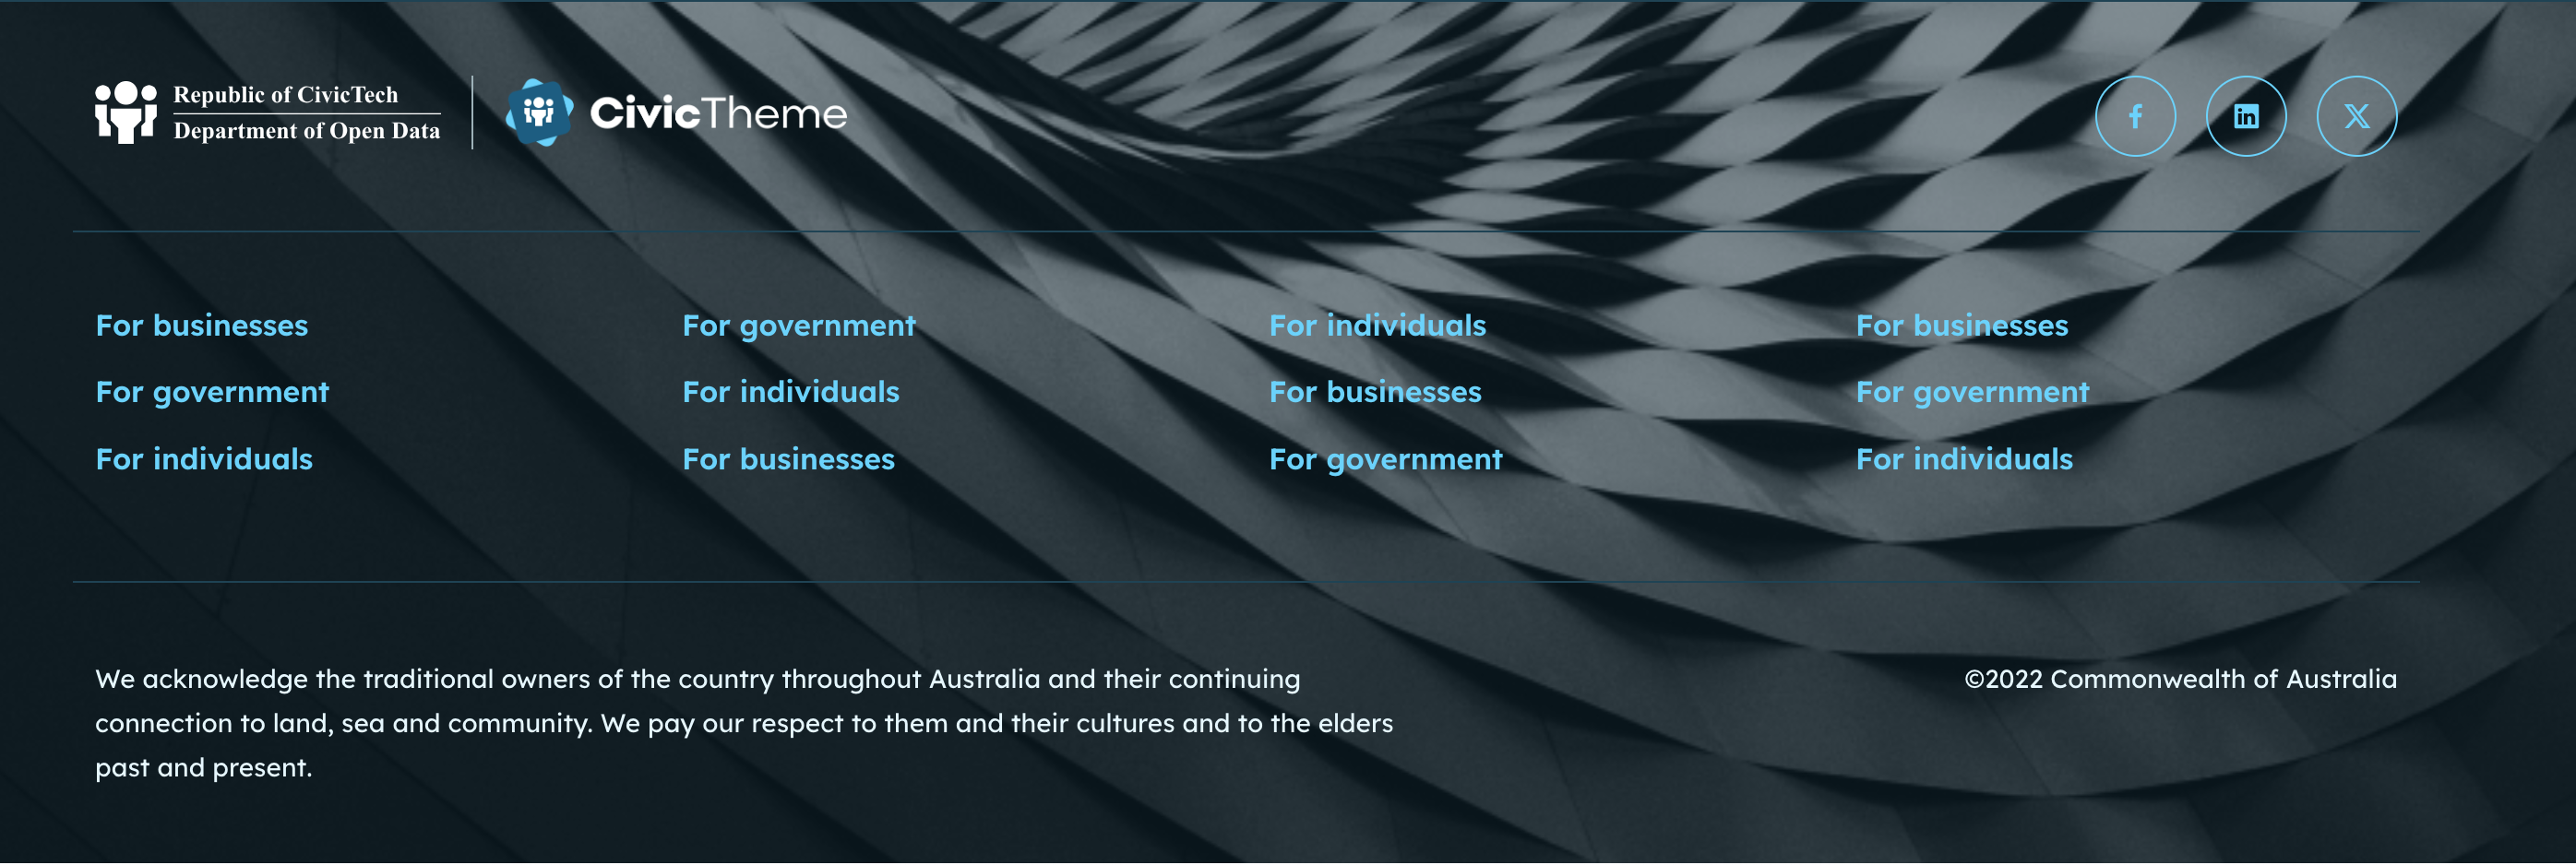 Republic of CivicTech
Department of Open Data
CivicTheme
For businesses
For government
For individuals
For government
For individuals
For businesses
For individuals
For businesses
For government
For businesses
For government
For individuals
We acknowledge the traditional owners of the country throughout Australia and their continuing
connection to land, sea and community. We pay our respect to them and their cultures and to the elders
past and present.
©2022 Commonwealth of Australia